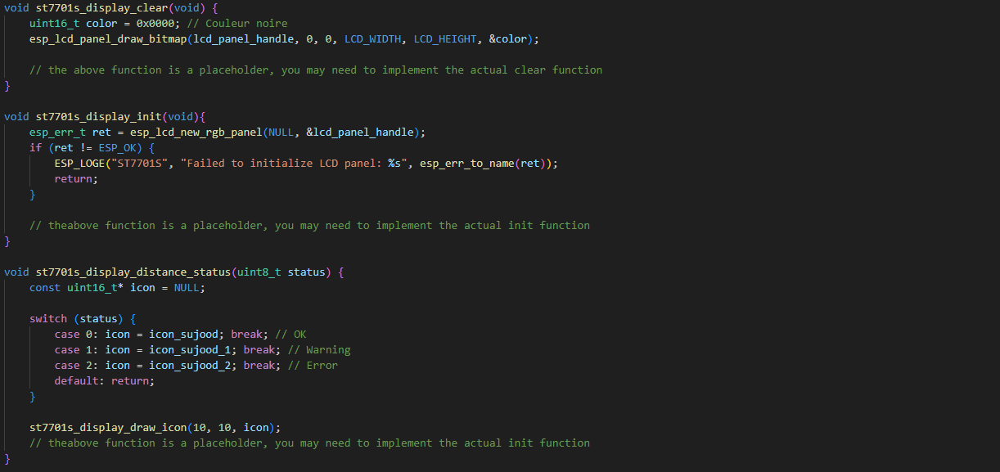 void st7701s_display_clear(void) {
    uint16_t color = 0x0000; // Couleur noire
    esp_lcd_panel_draw_bitmap(lcd_panel_handle, 0, 0, LCD_WIDTH, LCD_HEIGHT, &color);

    // the above function is a placeholder, you may need to implement the actual clear function
}

void st7701s_display_init(void){
    esp_err_t ret = esp_lcd_new_rgb_panel(NULL, &lcd_panel_handle);
    if (ret != ESP_OK) {
        ESP_LOGE("ST7701S", "Failed to initialize LCD panel: %s", esp_err_to_name(ret));
        return;
    }

    // theabove function is a placeholder, you may need to implement the actual init function
}

void st7701s_display_distance_status(uint8_t status) {
    const uint16_t* icon = NULL;

    switch (status) {
        case 0: icon = icon_sujood; break; // OK
        case 1: icon = icon_sujood_1; break; // Warning
        case 2: icon = icon_sujood_2; break; // Error
        default: return;
    }

    st7701s_display_draw_icon(10, 10, icon);
    // theabove function is a placeholder, you may need to implement the actual init function
}